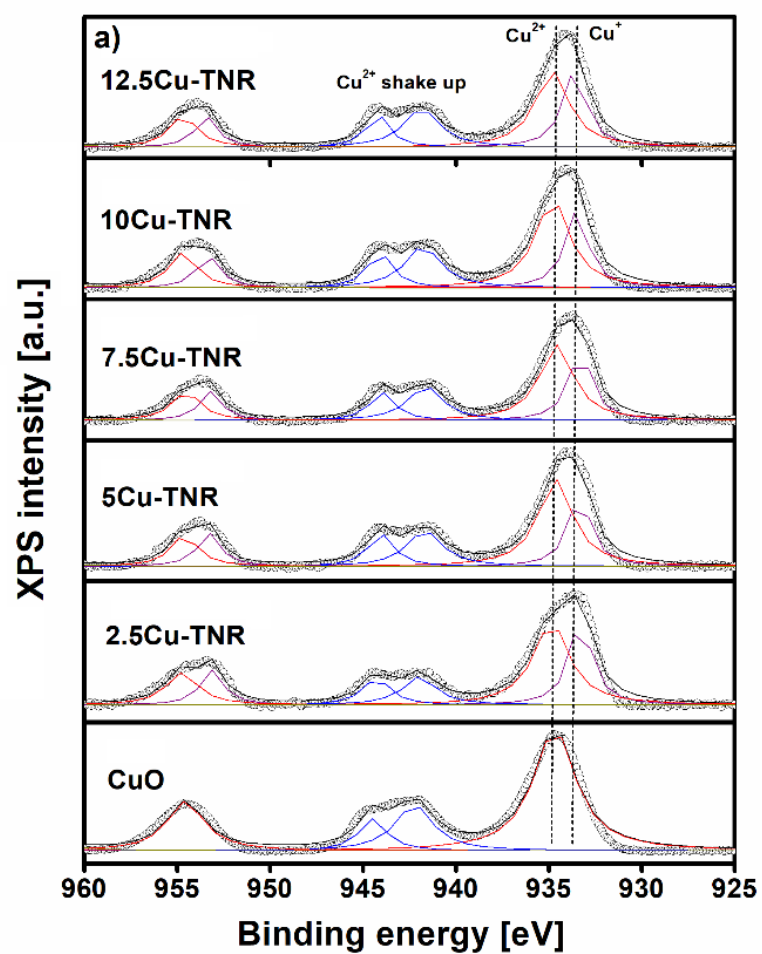 a)
Cu²⁺ Cu⁺
12.5Cu-TNR
Cu²⁺ shake up
10Cu-TNR
7.5Cu-TNR
5Cu-TNR
2.5Cu-TNR
CuO
XPS intensity [a.u.]
960 955 950 945 940 935 930 925
Binding energy [eV]